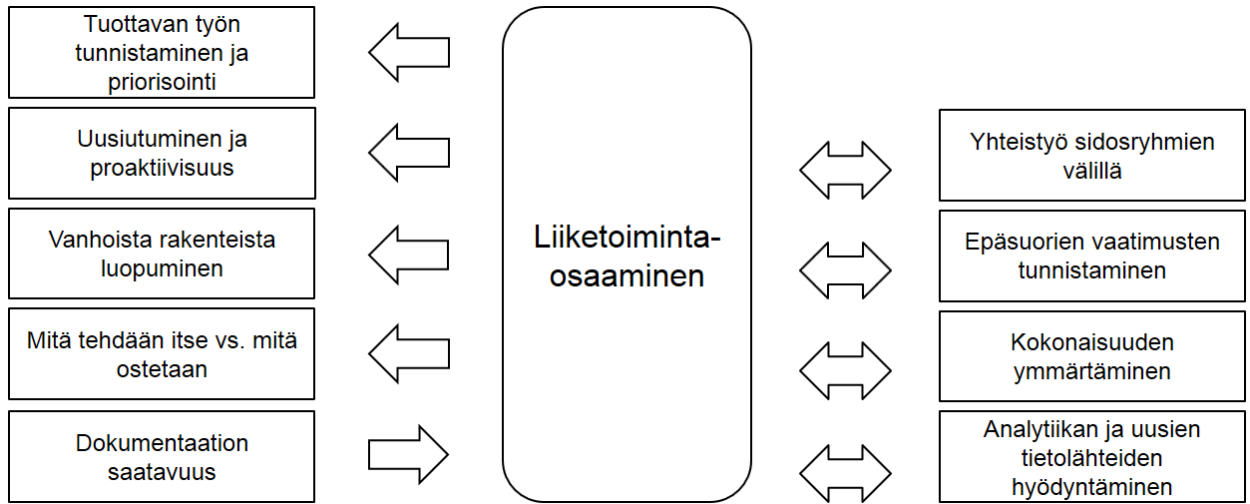 Tuottavan työn
tunnistaminen ja
priorisointi
Uusiutuminen ja
proaktiivisuus
Vanhoista rakenteista
luopuminen
Mitä tehdään itse vs. mitä
ostetaan
Dokumentaation
saatavuus
Liiketoiminta-
osaaminen
Yhteistyö sidosryhmien
välillä
Epäsuorien vaatimusten
tunnistaminen
Kokonaisuuden
ymmärtäminen
Analytiikan ja uusien
tietolähteiden
hyödyntäminen